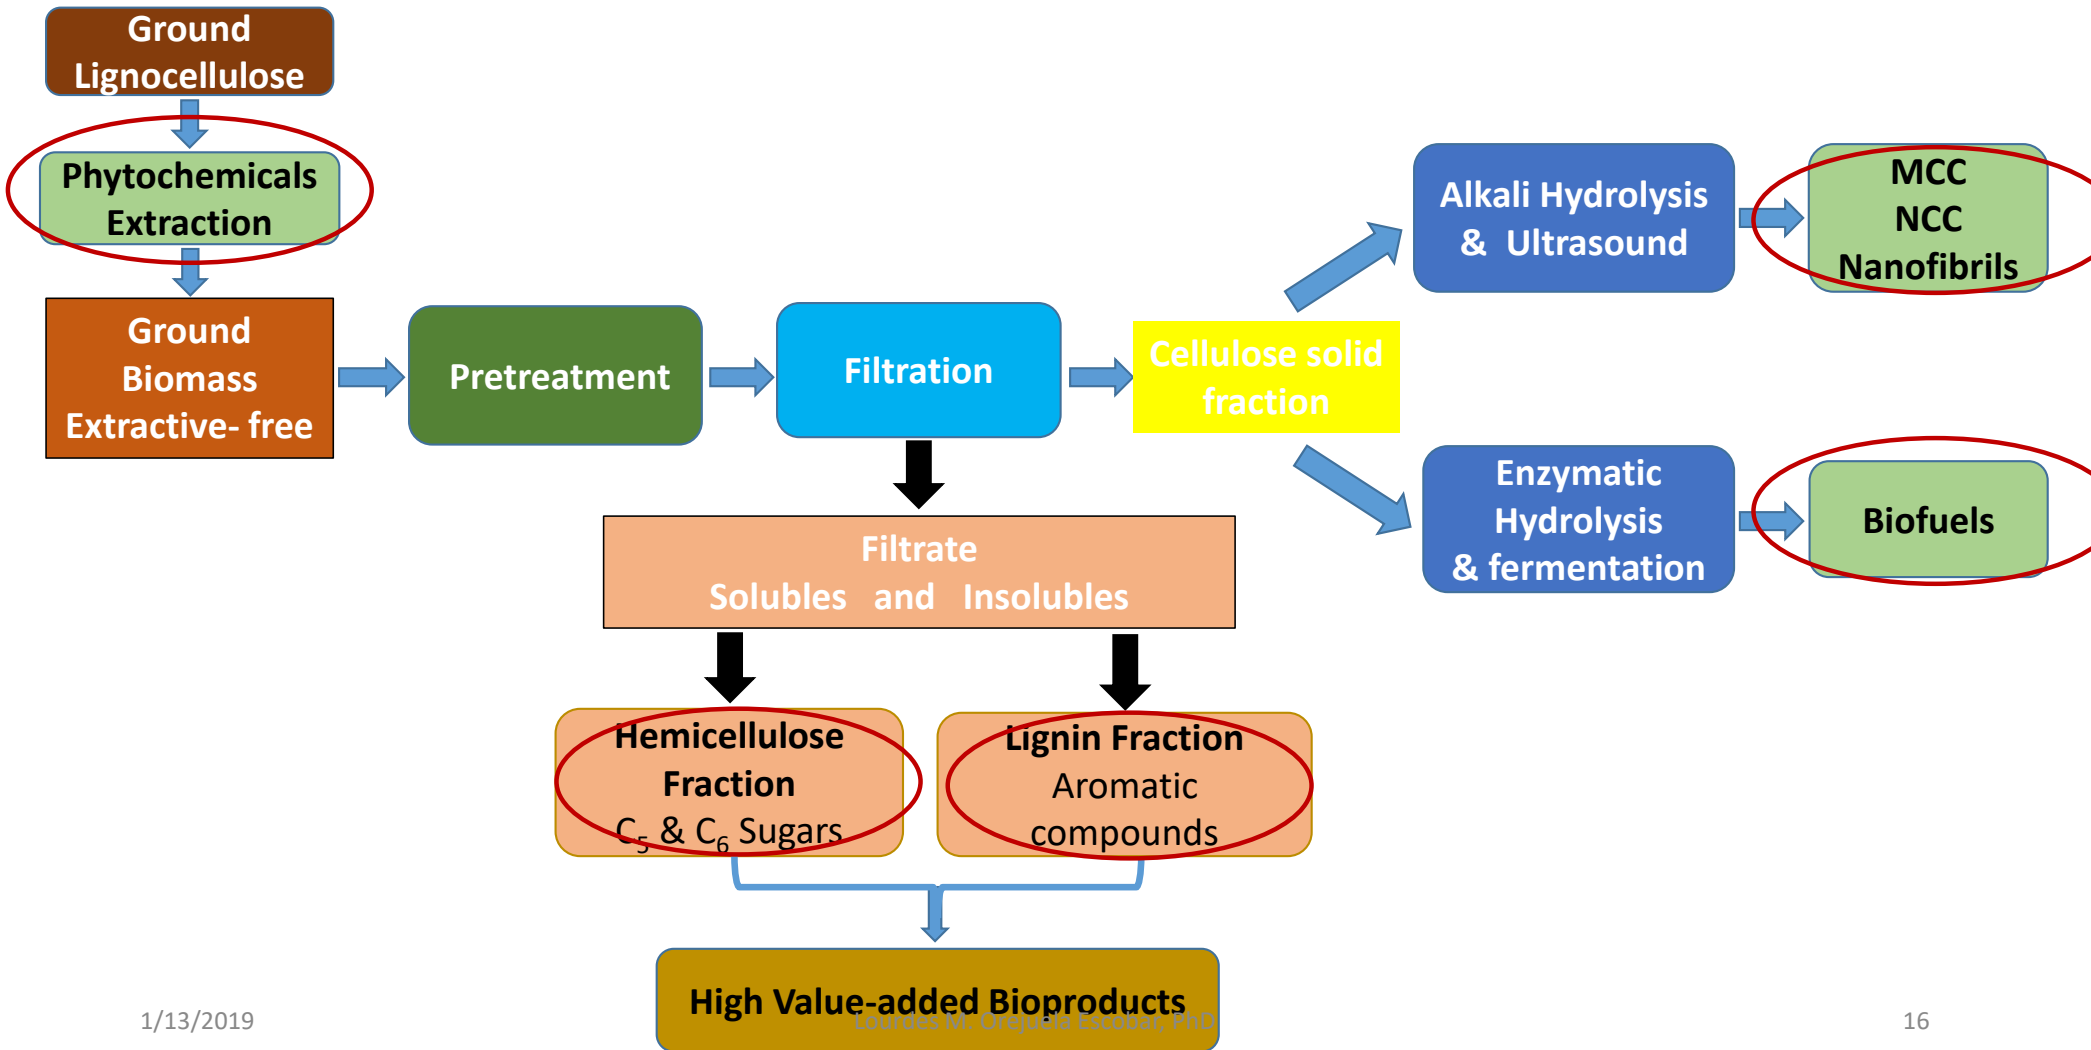 Ground
Lignocellulose
Phytochemicals
Extraction
Ground
Biomass
Extractive- free
Pretreatment
Filtration
Cellulose solid
fraction
Alkali Hydrolysis
& Ultrasound
MCC
NCC
Nanofibrils
Enzymatic
Hydrolysis
& fermentation
Biofuels
Filtrate
Solubles and Insolubles
Hemicellulose
Fraction
C₅ & C₆ Sugars
Lignin Fraction
Aromatic
compounds
High Value-added Bioproducts
1/13/2019
Lourdes M. Orejuela Escobar, PhD
16